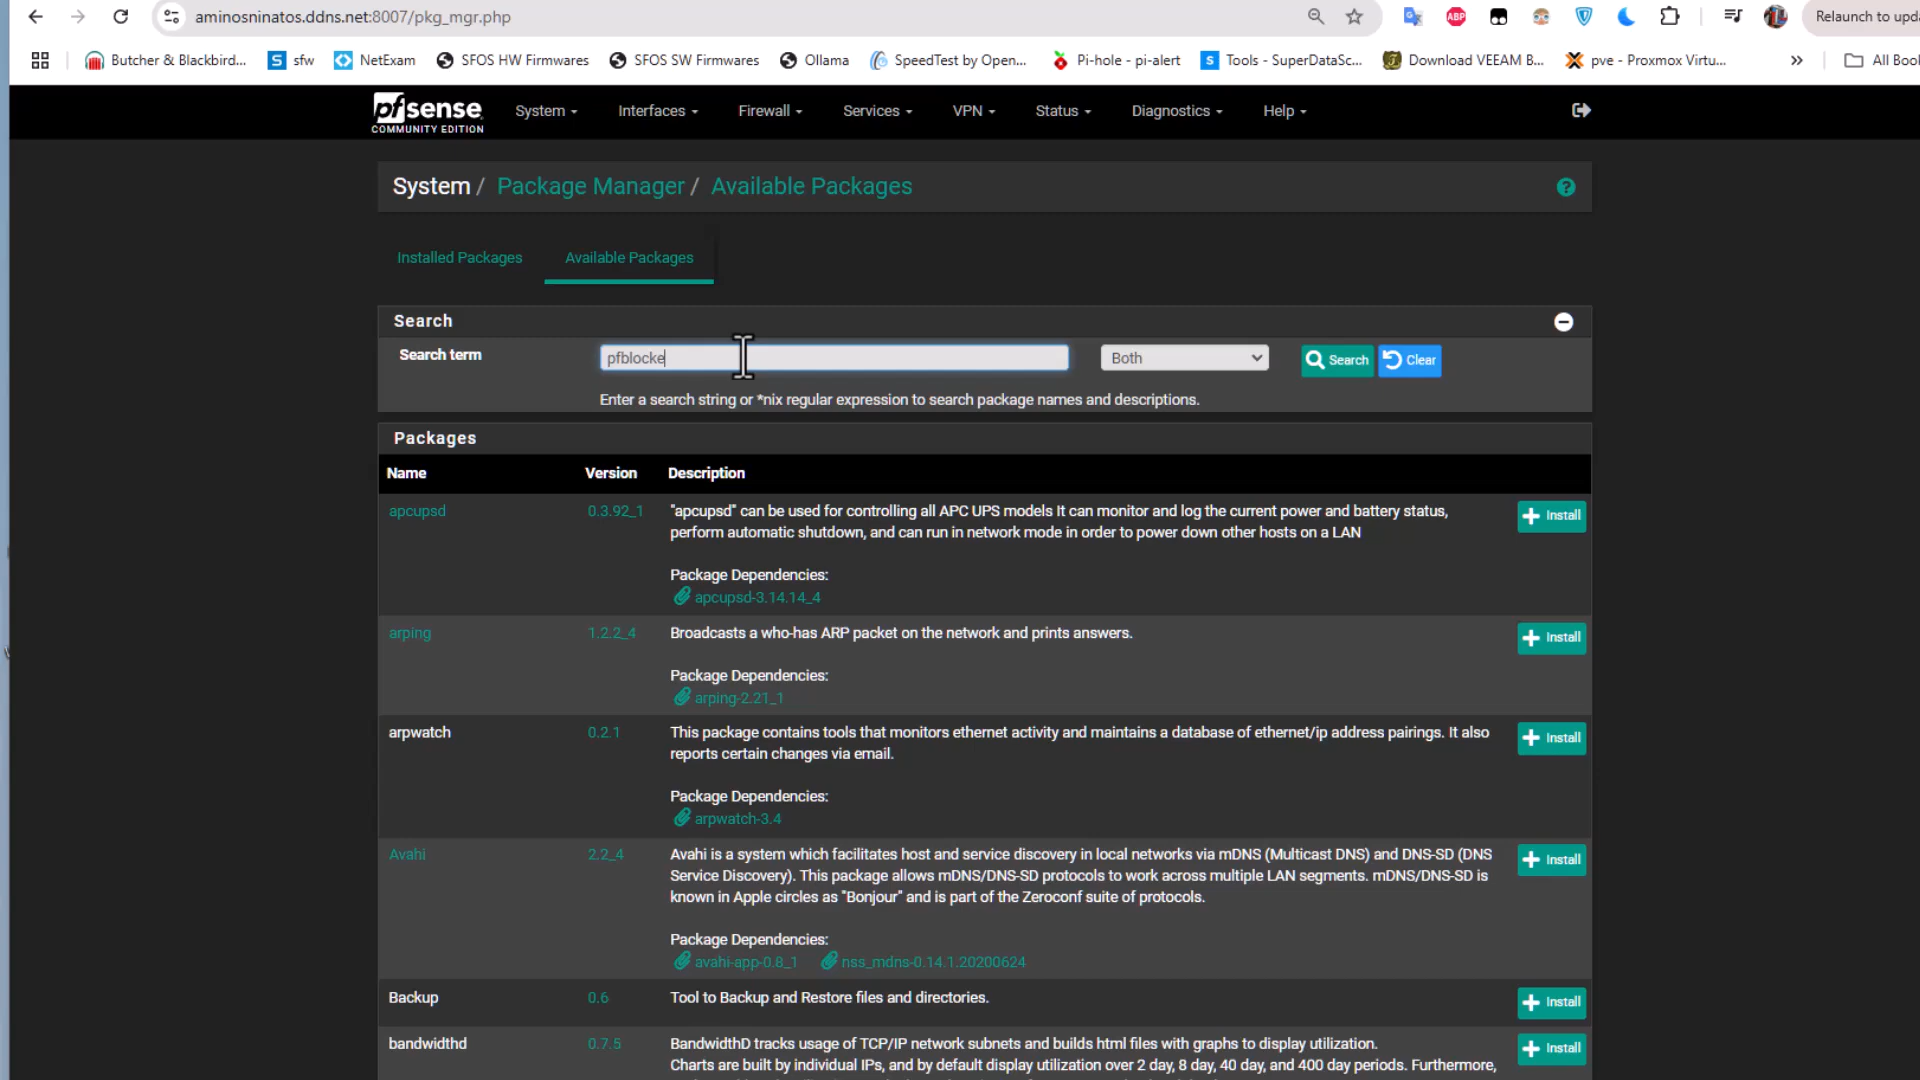 aminosninatos.ddns.net:8007/pkg_mgr.php
ABP
Relaunch to upda
Butcher & Blackbird...
S sfw
NetExam
SFOS HW Firmwares
SFOS SW Firmwares
Ollama
SpeedTest by Open...
Pi-hole - pi-alert
S Tools - SuperDataSc...
Download VEEAM B...
pve - Proxmox Virtu...
»
All Book
pfsense
COMMUNITY EDITION
System
Interfaces
Firewall
Services
VPN
Status
Diagnostics
Help
System / Package Manager / Available Packages
?
Installed Packages
Available Packages
Search
Search term
pfblocke
Both
Search
Clear
Enter a search string or *nix regular expression to search package names and descriptions.
Packages
Name Version Description
apcupsd 0.3.92_1 "apcupsd" can be used for controlling all APC UPS models It can monitor and log the current power and battery status,
perform automatic shutdown, and can run in network mode in order to power down other hosts on a LAN
Install
Package Dependencies:
apcupsd-3.14.14_4
arping 1.2.2_4 Broadcasts a who-has ARP packet on the network and prints answers.
Install
Package Dependencies:
arping-2.21_1
arpwatch 0.2.1 This package contains tools that monitors ethernet activity and maintains a database of ethernet/ip address pairings. It also
reports certain changes via email.
Install
Package Dependencies:
arpwatch-3.4
Avahi 2.2_4 Avahi is a system which facilitates host and service discovery in local networks via mDNS (Multicast DNS) and DNS-SD (DNS
Service Discovery). This package allows mDNS/DNS-SD protocols to work across multiple LAN segments. mDNS/DNS-SD is
known in Apple circles as "Bonjour" and is part of the Zeroconf suite of protocols.
Install
Package Dependencies:
avahi-app-0.8_1 nss_mdns-0.14.1.20200624
Backup 0.6 Tool to Backup and Restore files and directories.
Install
bandwidthd 0.7.5 BandwidthD tracks usage of TCP/IP network subnets and builds html files with graphs to display utilization.
Charts are built by individual IPs, and by default display utilization over 2 day, 8 day, 40 day, and 400 day periods. Furthermore,
Install